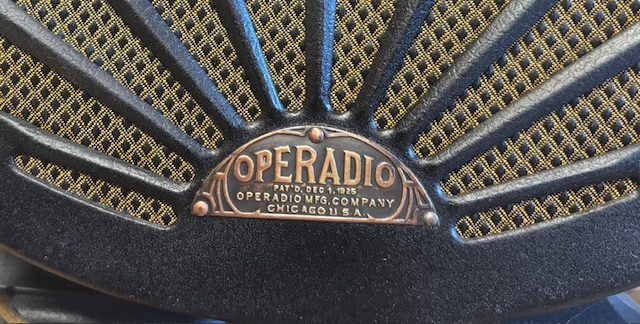 OPERADIO
PAT'D. DEC. 1, 1925
OPERADIO MFG. COMPANY
CHICAGO U.S.A.